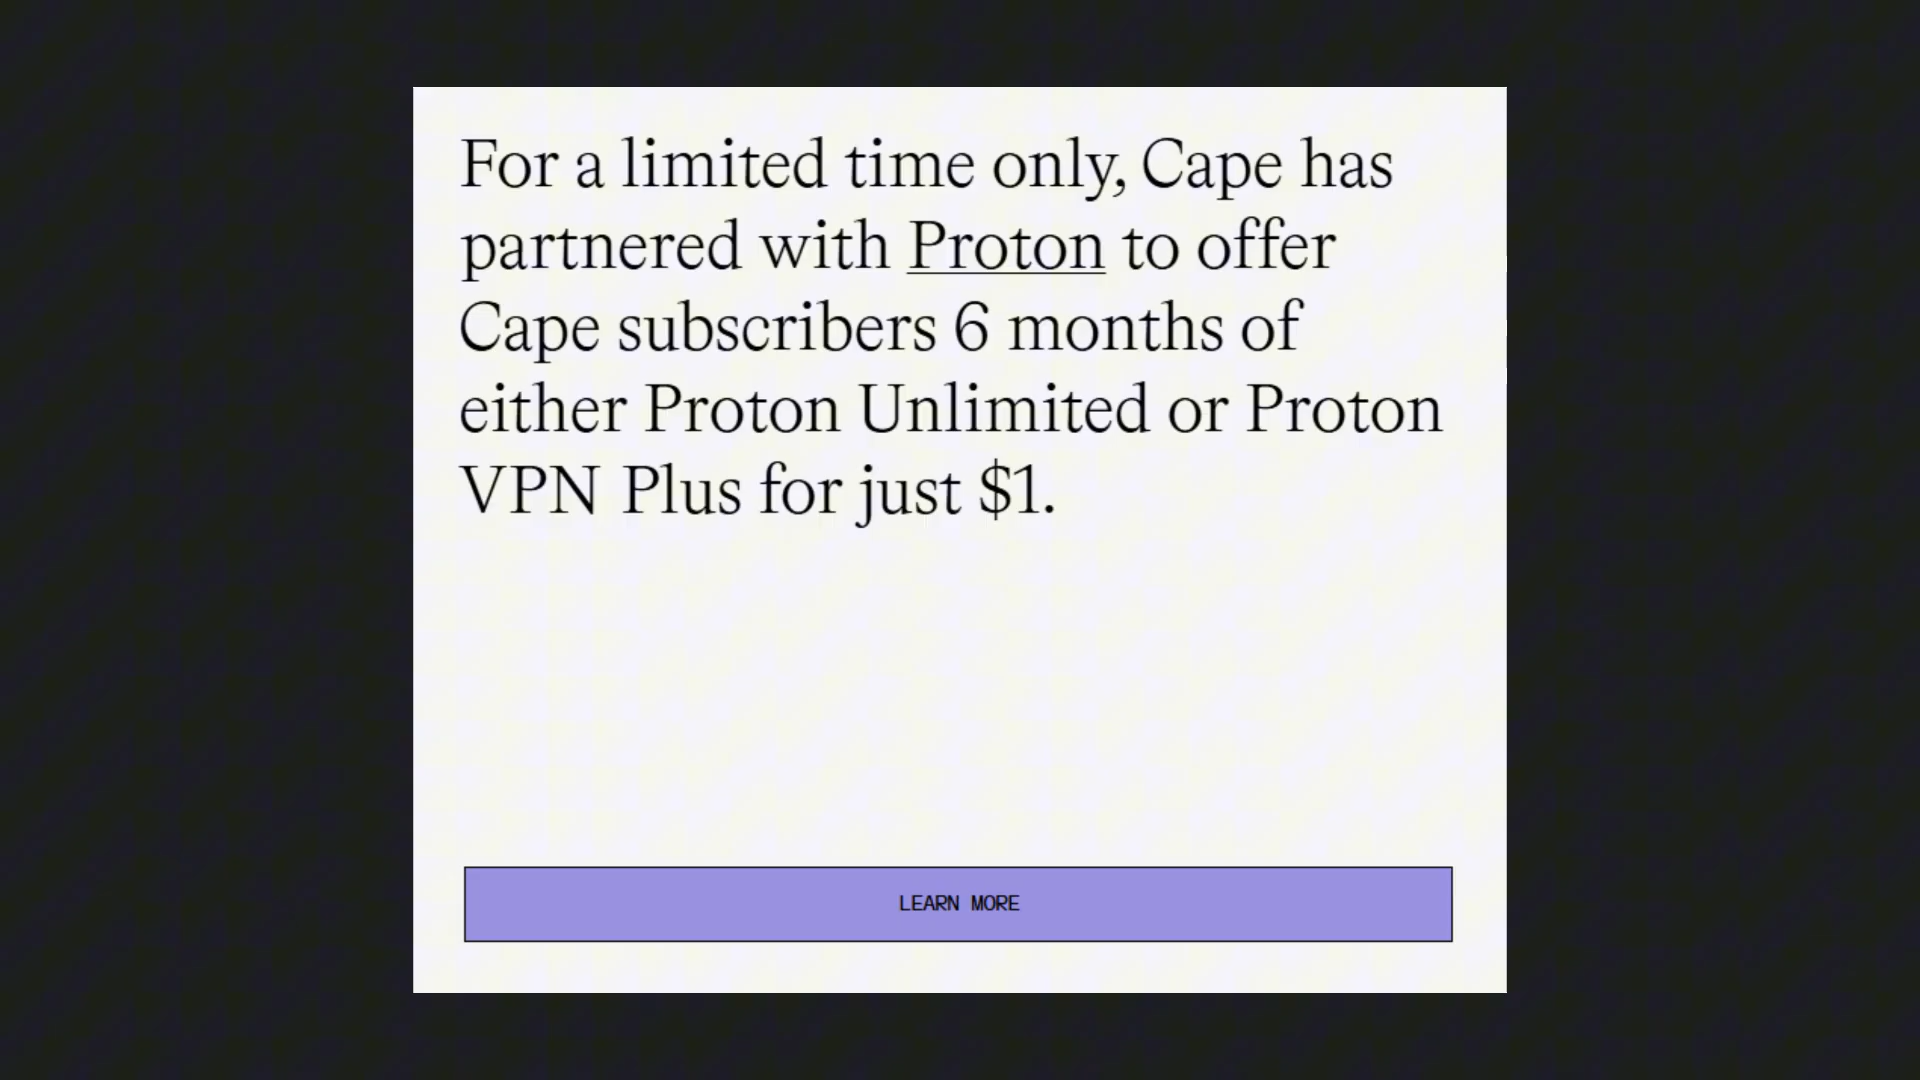 For a limited time only, Cape has
partnered with Proton to offer
Cape subscribers 6 months of
either Proton Unlimited or Proton
VPN Plus for just $1.
LEARN MORE